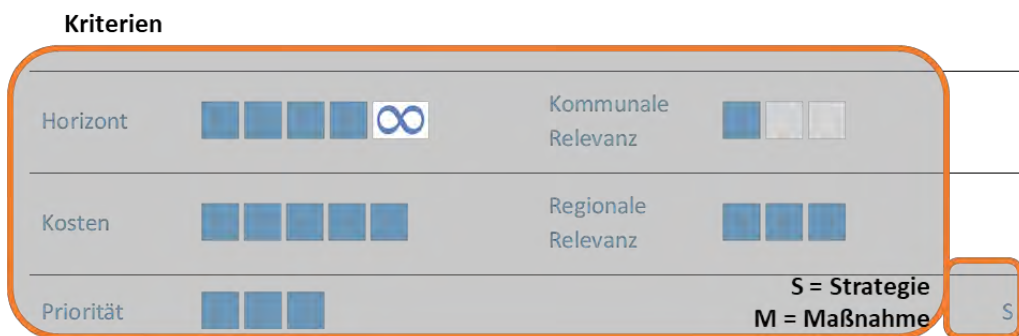 Kriterien
Horizont ∞
Kommunale
Relevanz
Kosten
Regionale
Relevanz
Priorität
S = Strategie
M = Maßnahme
S